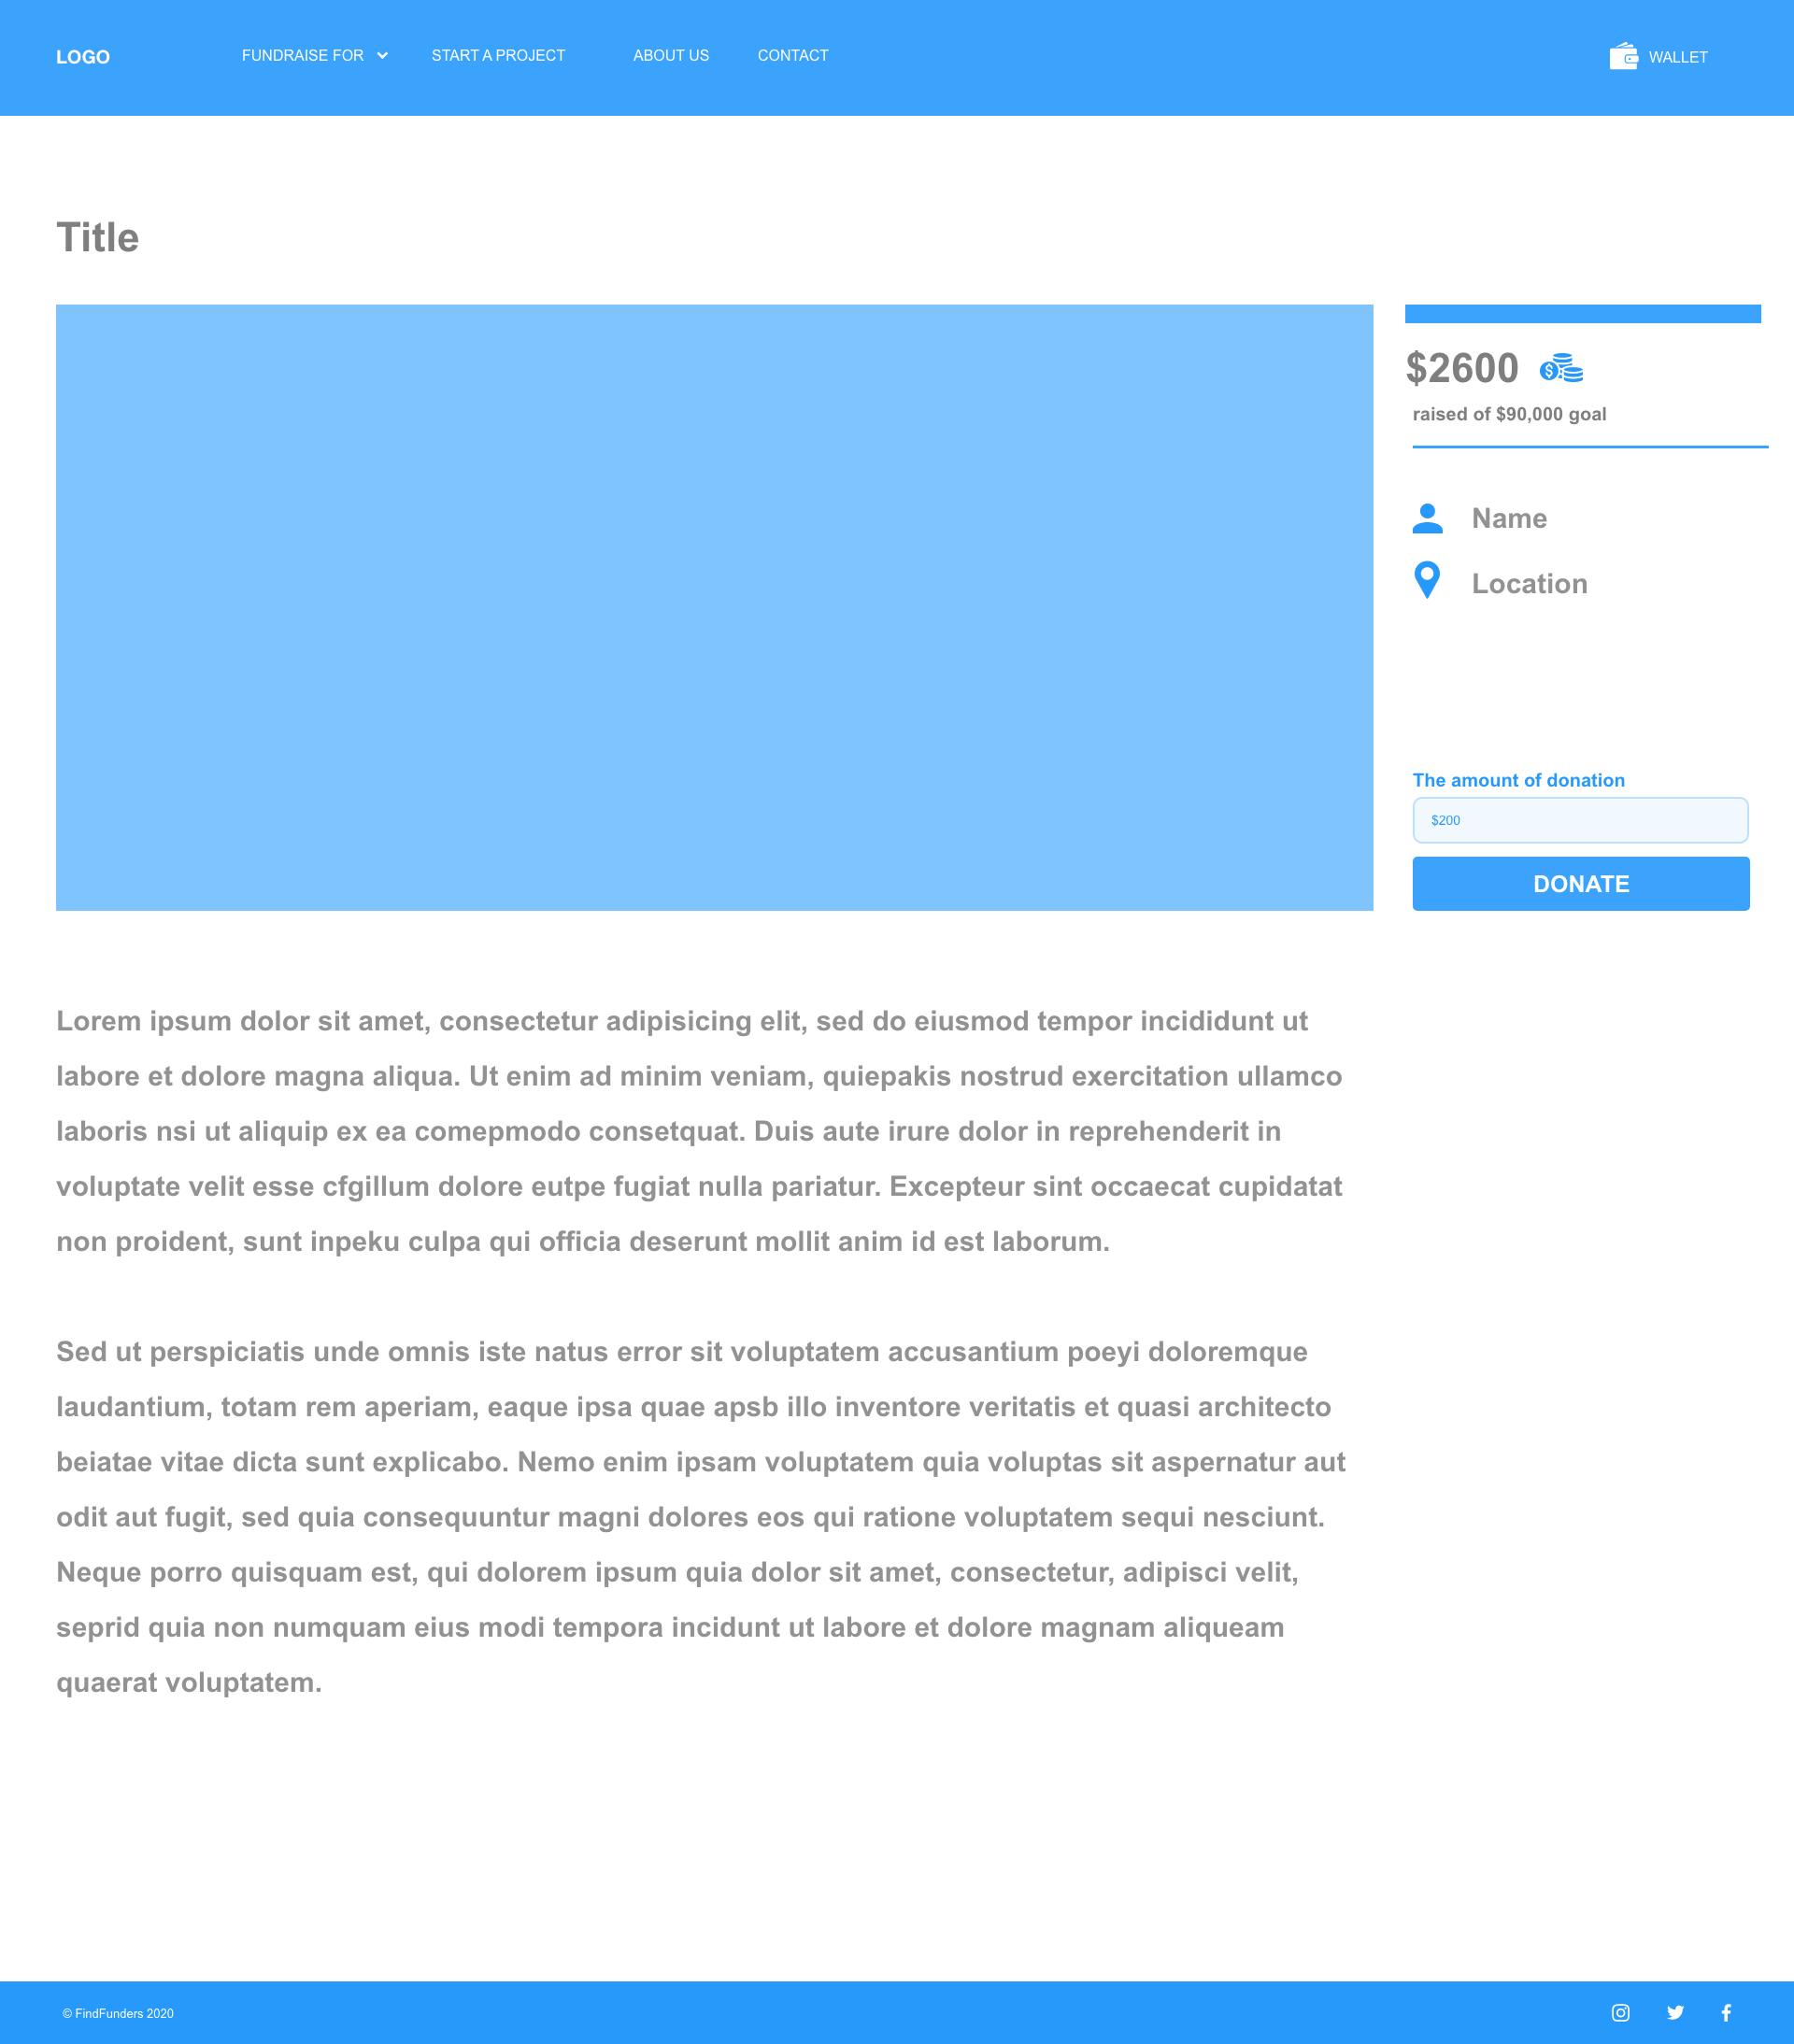 LOGO
FUNDRAISE FOR
START A PROJECT
ABOUT US
CONTACT
WALLET
Title
$2600
raised of $90,000 goal
Name
Location
The amount of donation
$200
DONATE
Lorem ipsum dolor sit amet, consectetur adipisicing elit, sed do eiusmod tempor incididunt ut
labore et dolore magna aliqua. Ut enim ad minim veniam, quiepakis nostrud exercitation ullamco
laboris nsi ut aliquip ex ea comepmodo consetquat. Duis aute irure dolor in reprehenderit in
voluptate velit esse cfgillum dolore eutpe fugiat nulla pariatur. Excepteur sint occaecat cupidatat
non proident, sunt inpeku culpa qui officia deserunt mollit anim id est laborum.
Sed ut perspiciatis unde omnis iste natus error sit voluptatem accusantium poeyi doloremque
laudantium, totam rem aperiam, eaque ipsa quae apsb illo inventore veritatis et quasi architecto
beiatae vitae dicta sunt explicabo. Nemo enim ipsam voluptatem quia voluptas sit aspernatur aut
odit aut fugit, sed quia consequuntur magni dolores eos qui ratione voluptatem sequi nesciunt.
Neque porro quisquam est, qui dolorem ipsum quia dolor sit amet, consectetur, adipisci velit,
seprid quia non numquam eius modi tempora incidunt ut labore et dolore magnam aliqueam
quaerat voluptatem.
© FindFunders 2020